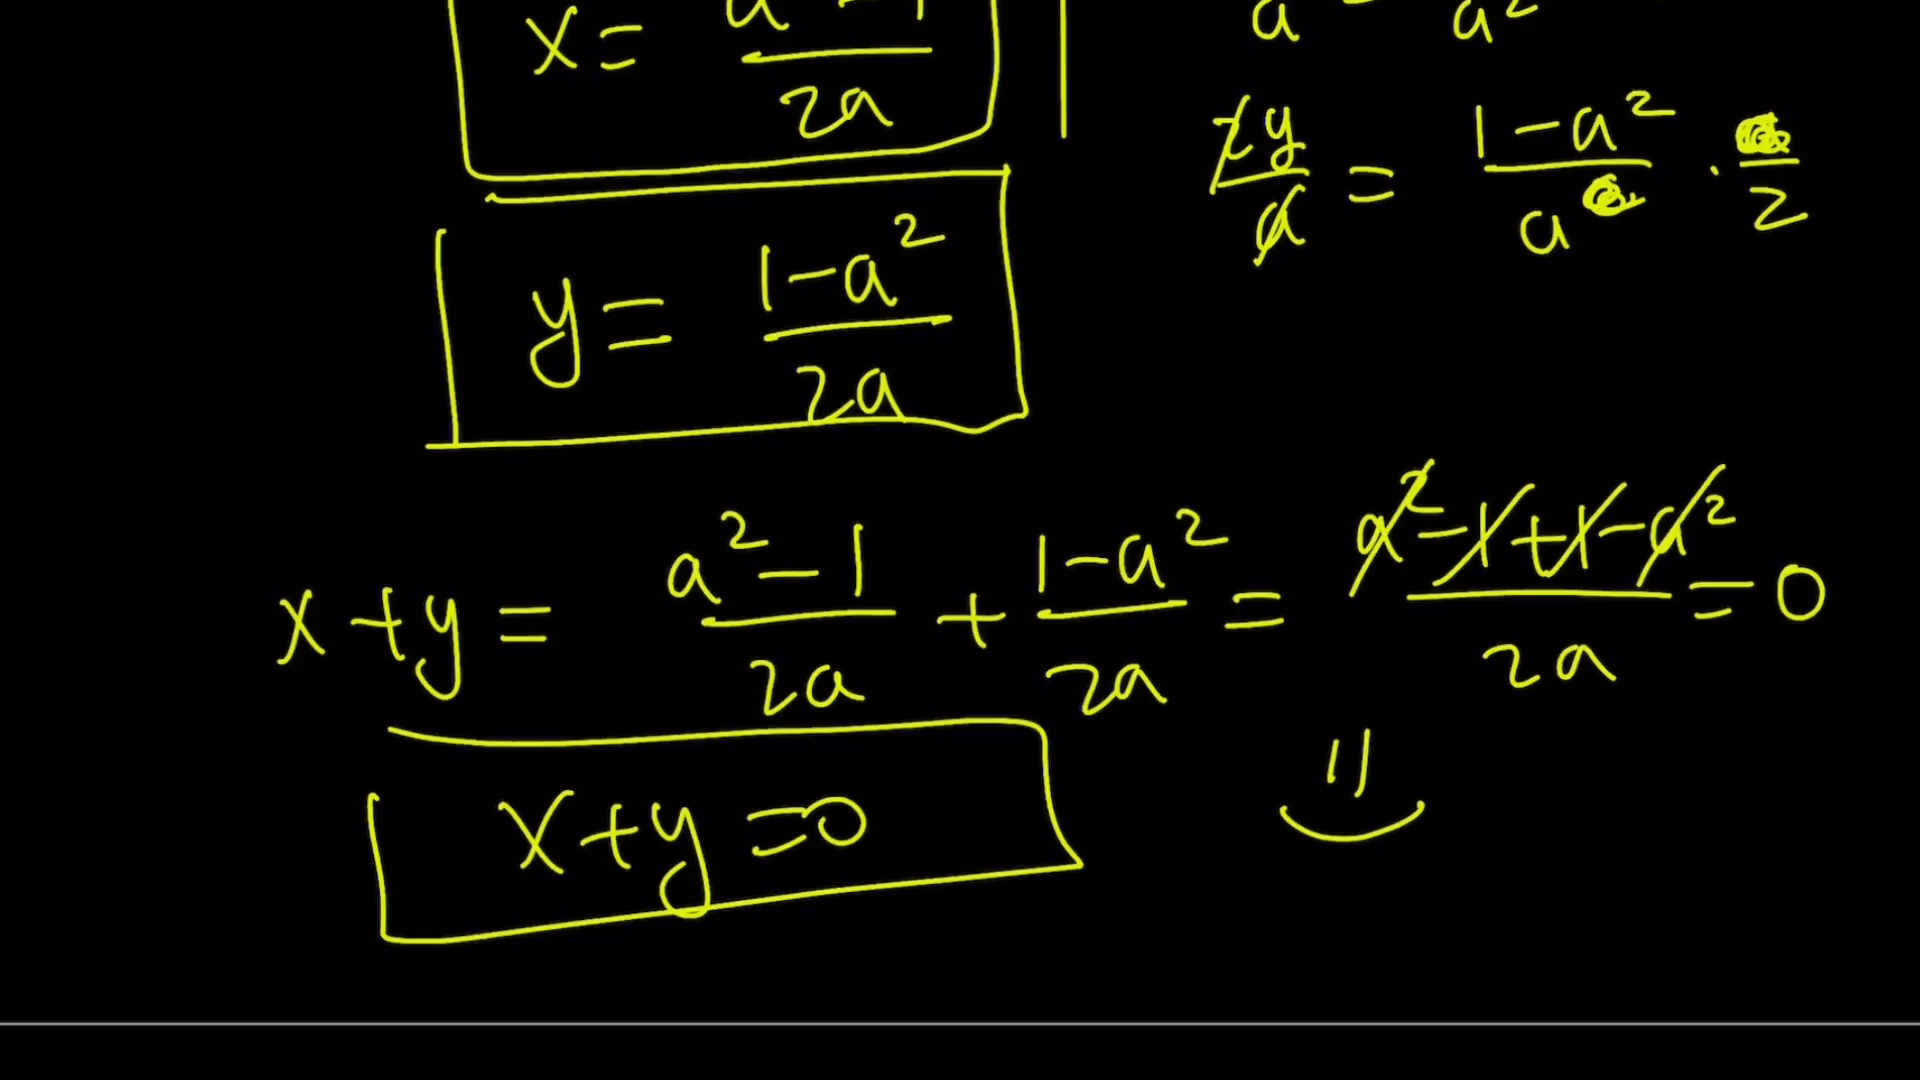 x = a² - 1 / 2a
a - a²
2y / a = 1 - a² / a · / 2
y = 1 - a² / 2a
x + y = a² - 1 / 2a + 1 - a² / 2a = a² - 1 + 1 - a² / 2a = 0
x + y = 0